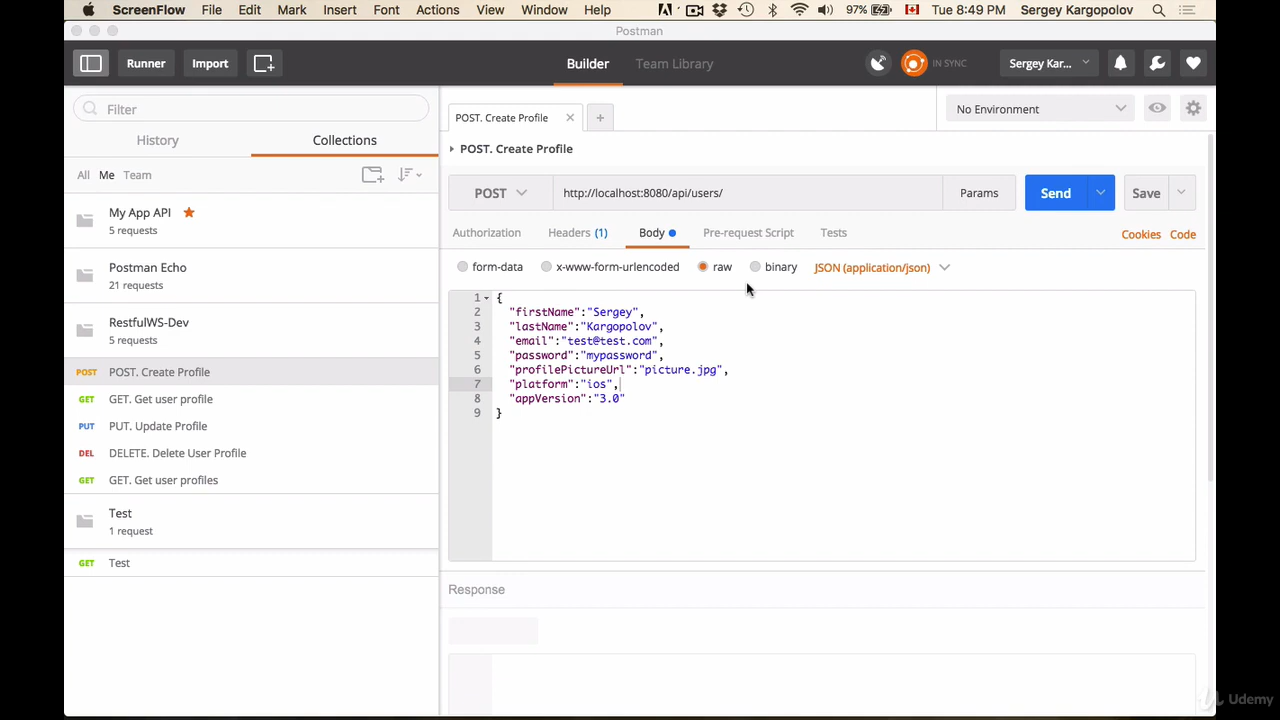 ScreenFlow File Edit Mark Insert Font Actions View Window Help 97% Tue 8:49 PM Sergey Kargopolov
Postman
Runner Import Builder Team Library IN SYNC Sergey Kar...
Filter
History Collections
All Me Team
My App API
5 requests
Postman Echo
21 requests
RestfulWS-Dev
5 requests
POST POST. Create Profile
GET GET. Get user profile
PUT PUT. Update Profile
DEL DELETE. Delete User Profile
GET GET. Get user profiles
Test
1 request
GET Test
POST. Create Profile No Environment
POST. Create Profile
POST http://localhost:8080/api/users/ Params Send Save
Authorization Headers (1) Body Pre-request Script Tests Cookies Code
form-data x-www-form-urlencoded raw binary JSON (application/json)
1 {
2 "firstName":"Sergey",
3 "lastName":"Kargopolov",
4 "email":"test@test.com",
5 "password":"mypassword",
6 "profilePictureUrl":"picture.jpg",
7 "platform":"ios",
8 "appVersion":"3.0"
9 }
Response
Udemy